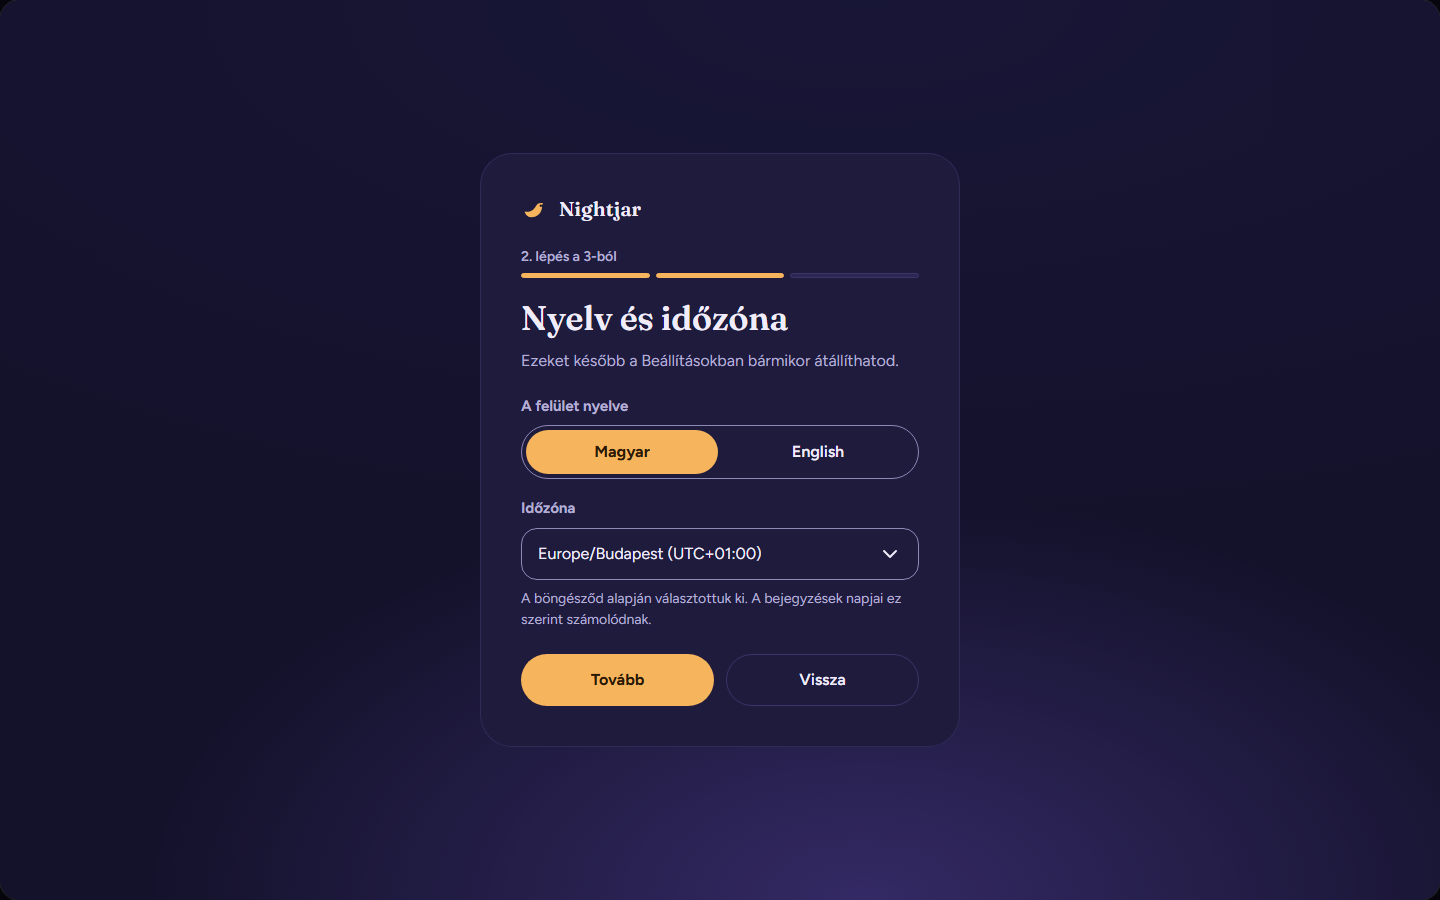 Nightjar
2. lépés a 3-ból
Nyelv és időzóna
Ezeket később a Beállításokban bármikor átállíthatod.
A felület nyelve
Magyar English
Időzóna
Europe/Budapest (UTC+01:00)
A böngésződ alapján választottuk ki. A bejegyzések napjai ez
szerint számolódnak.
Tovább Vissza